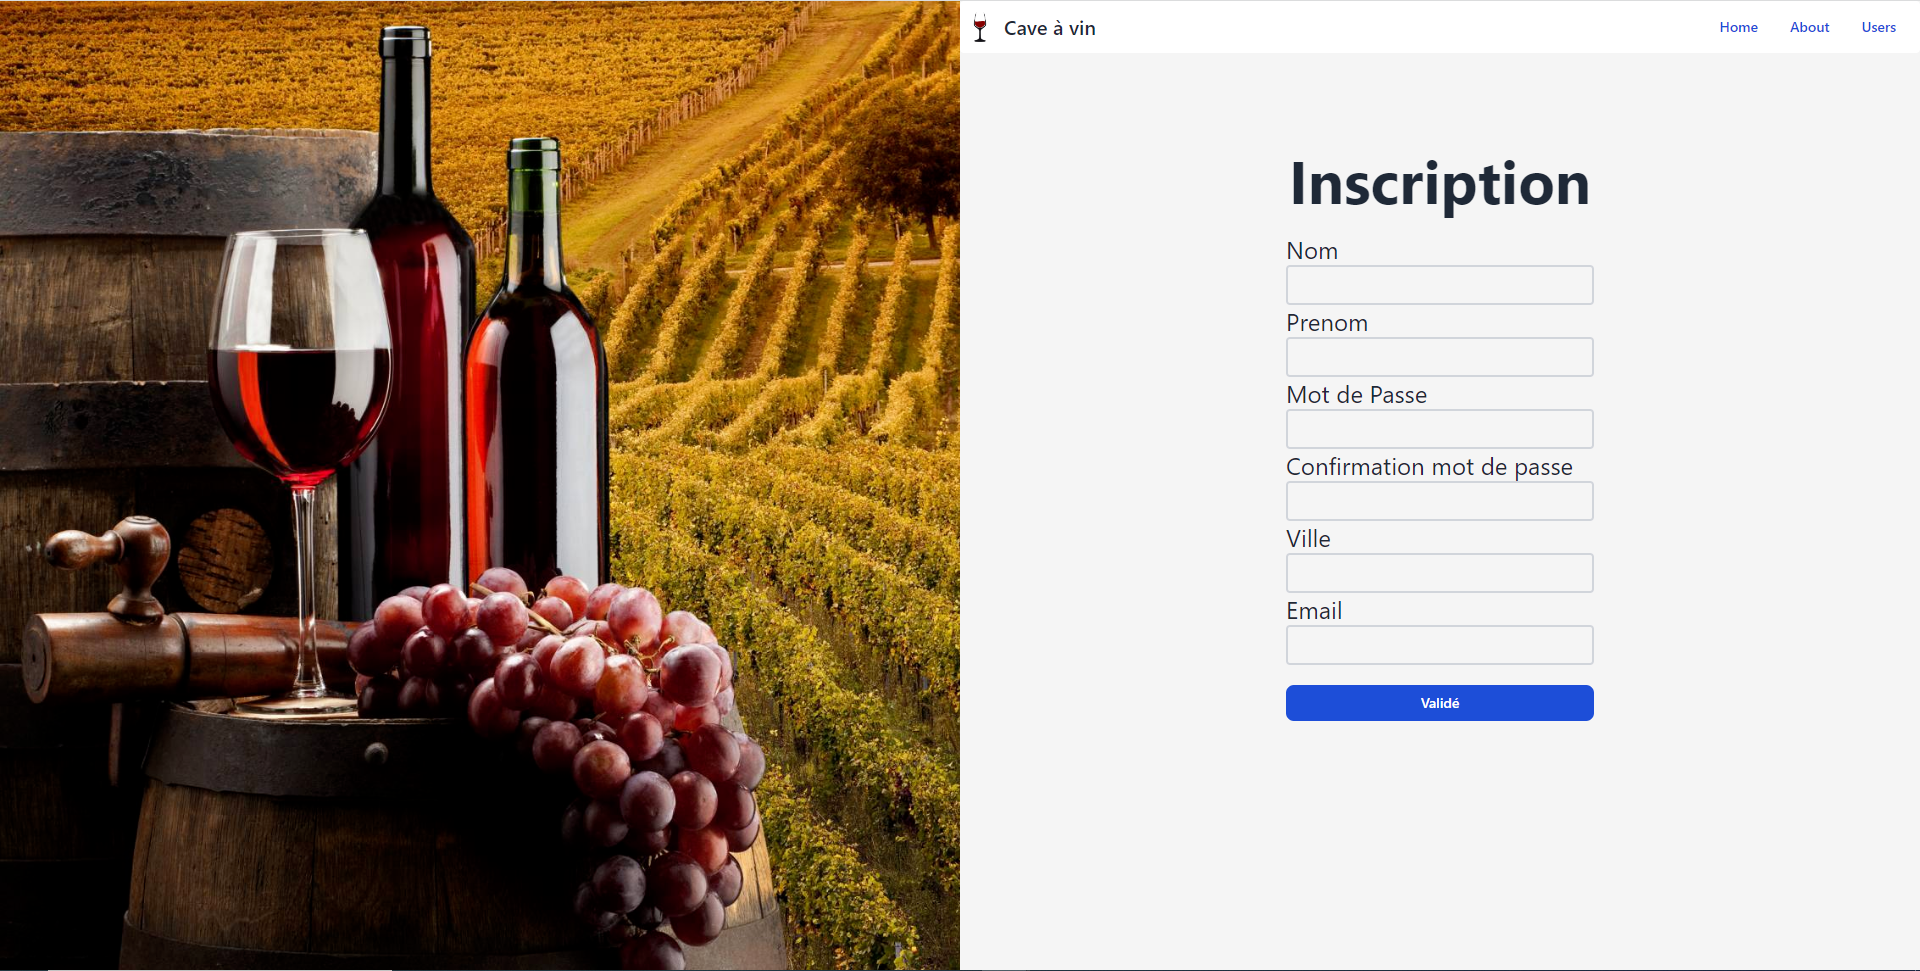 Cave à vin
Home About Users
Inscription
Nom
Prenom
Mot de Passe
Confirmation mot de passe
Ville
Email
Validé